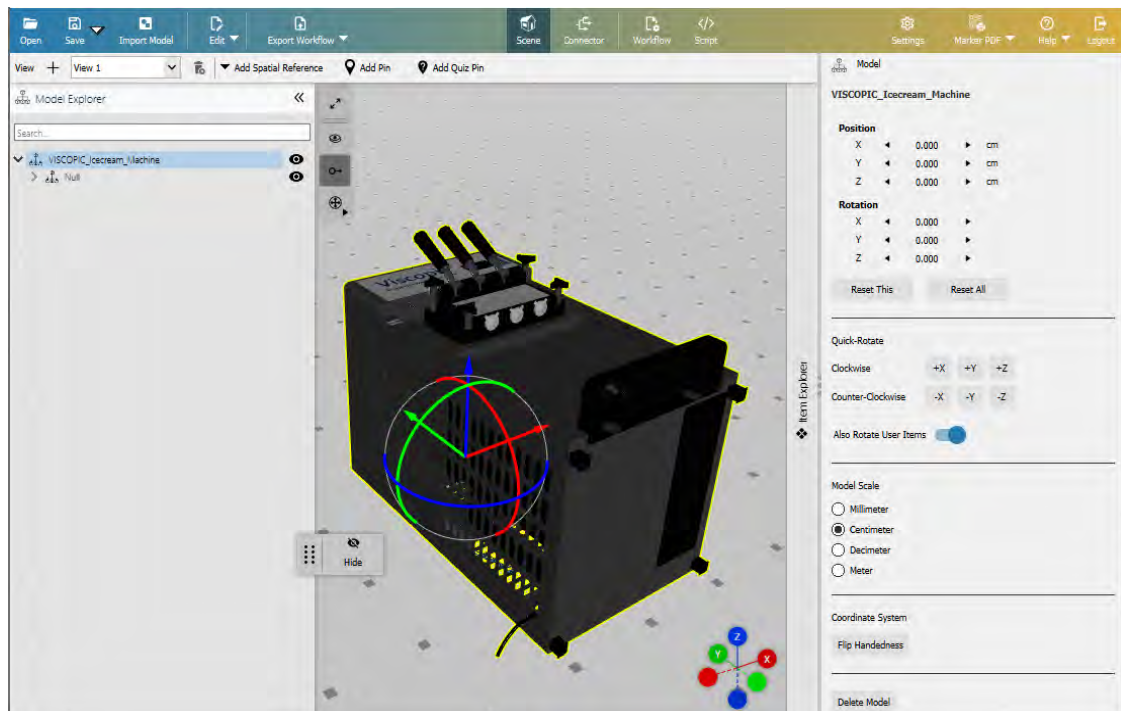 Open Save Import Model Edit Export Workflow Scene Connector Workflow Script Settings Marker PDF Help Logout
View View 1 Add Spatial Reference Add Pin Add Quiz Pin
Model Explorer
Search...
VISCOPIC_Icecream_Machine
Null
Viscopic
Hide
Z
Y
X
Item Explorer
Model
VISCOPIC_Icecream_Machine
Position
X 0.000 cm
Y 0.000 cm
Z 0.000 cm
Rotation
X 0.000
Y 0.000
Z 0.000
Reset This Reset All
Quick-Rotate
Clockwise +X +Y +Z
Counter-Clockwise -X -Y -Z
Also Rotate User Items
Model Scale
Millimeter
Centimeter
Decimeter
Meter
Coordinate System
Flip Handedness
Delete Model